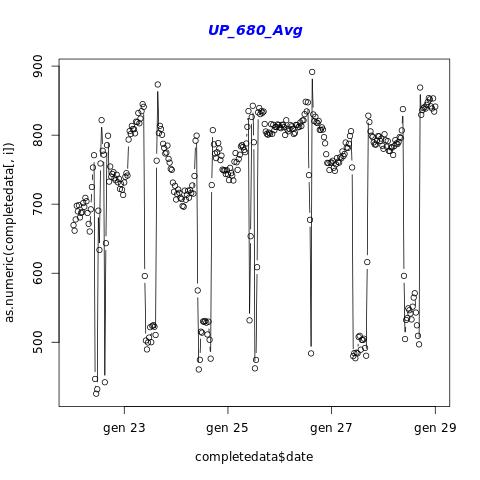 UP_680_Avg
as.numeric(completedata[, i])
900
800
700
600
500
gen 23
gen 25
gen 27
gen 29
completedata$date